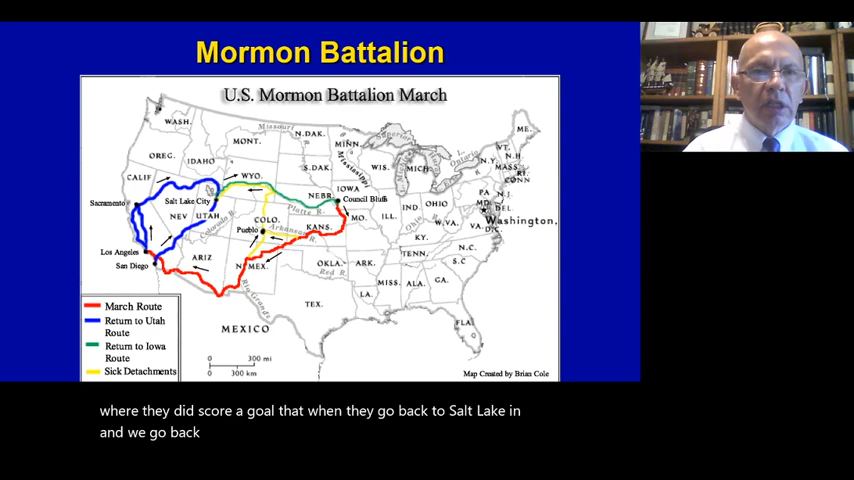 Mormon Battalion
U.S. Mormon Battalion March
WASH.
OREG.
IDAHO
MONT.
N.DAK.
S.DAK.
MINN.
WIS.
MICH.
Missouri
Mississippi
Superior
ME.
VT.
N.H.
MASS.
R.I.
CONN
N.Y.
N.J.
PA
MD.
DEL.
CALIF
WYO.
Sacramento
Salt Lake City
NEV
UTAH
Colorado R.
COLO.
NEBR.
Platte R.
IOWA
Council Bluffs
MO.
ILL.
IND.
OHIO
Ohio
W.VA.
VA.
D.C.
Washington,
Pueblo
Arkansas R.
KANS.
KY.
Los Angeles
San Diego
ARIZ
N. MEX.
OKLA.
Red R.
ARK.
TENN.
N.C.
S.C
MISS.
ALA.
GA.
LA.
TEX.
FLA.
Rio Grande
MEXICO
March Route
Return to Utah
Route
Return to Iowa
Route
Sick Detachments
0 300 mi
0 300 km
Map Created by Brian Cole
where they did score a goal that when they go back to Salt Lake in
and we go back